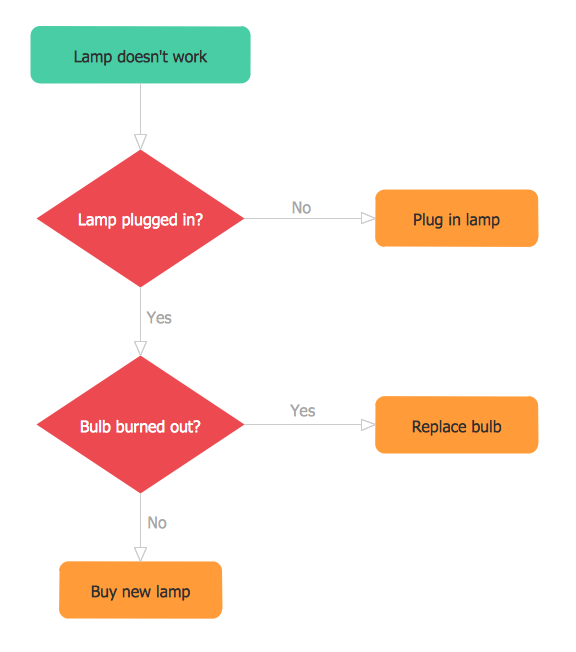 Lamp doesn't work
Lamp plugged in?
No
Plug in lamp
Yes
Bulb burned out?
Yes
Replace bulb
No
Buy new lamp